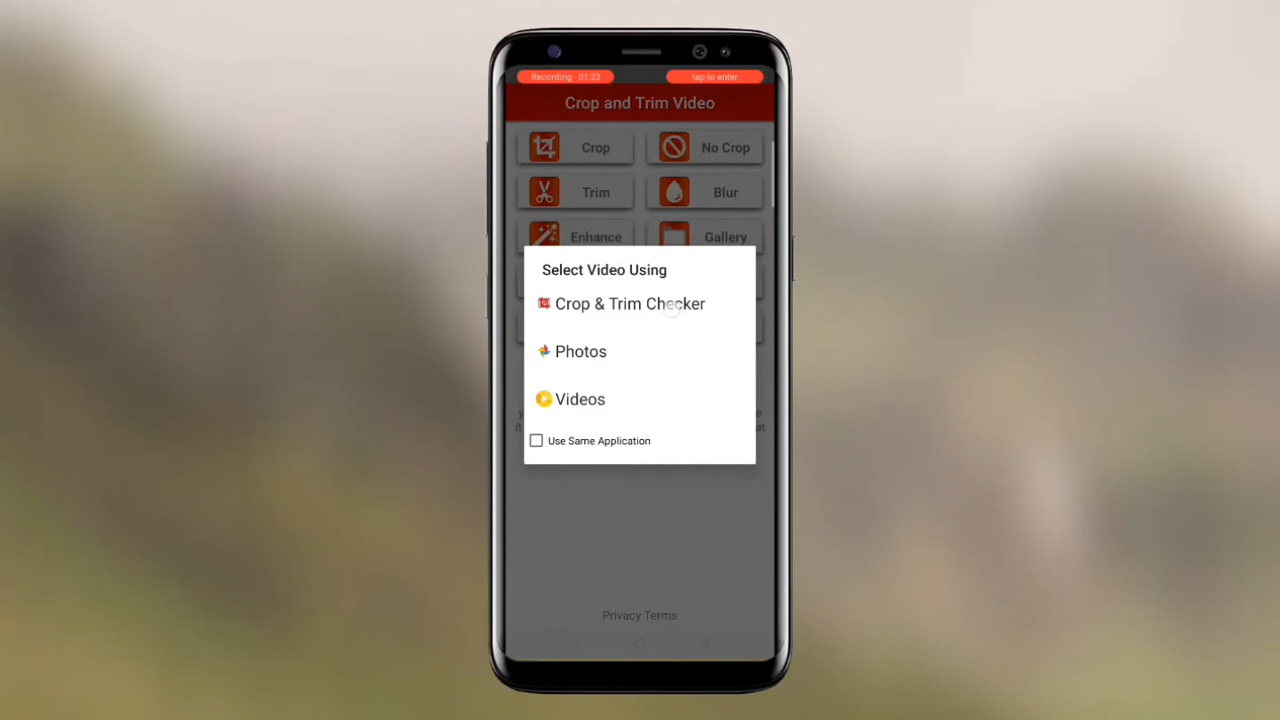 Recording 01:23
tap to enter
Crop and Trim Video
Crop
No Crop
Trim
Blur
Enhance
Gallery
Select Video Using
Crop & Trim Checker
Photos
Videos
Use Same Application
Privacy Terms